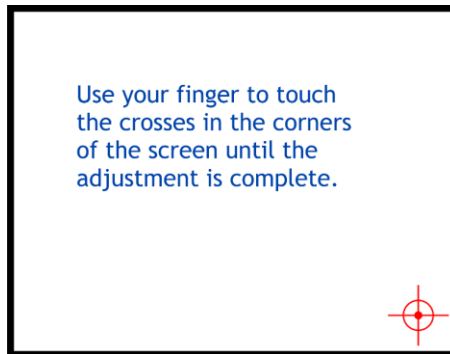 Use your finger to touch
the crosses in the corners
of the screen until the
adjustment is complete.